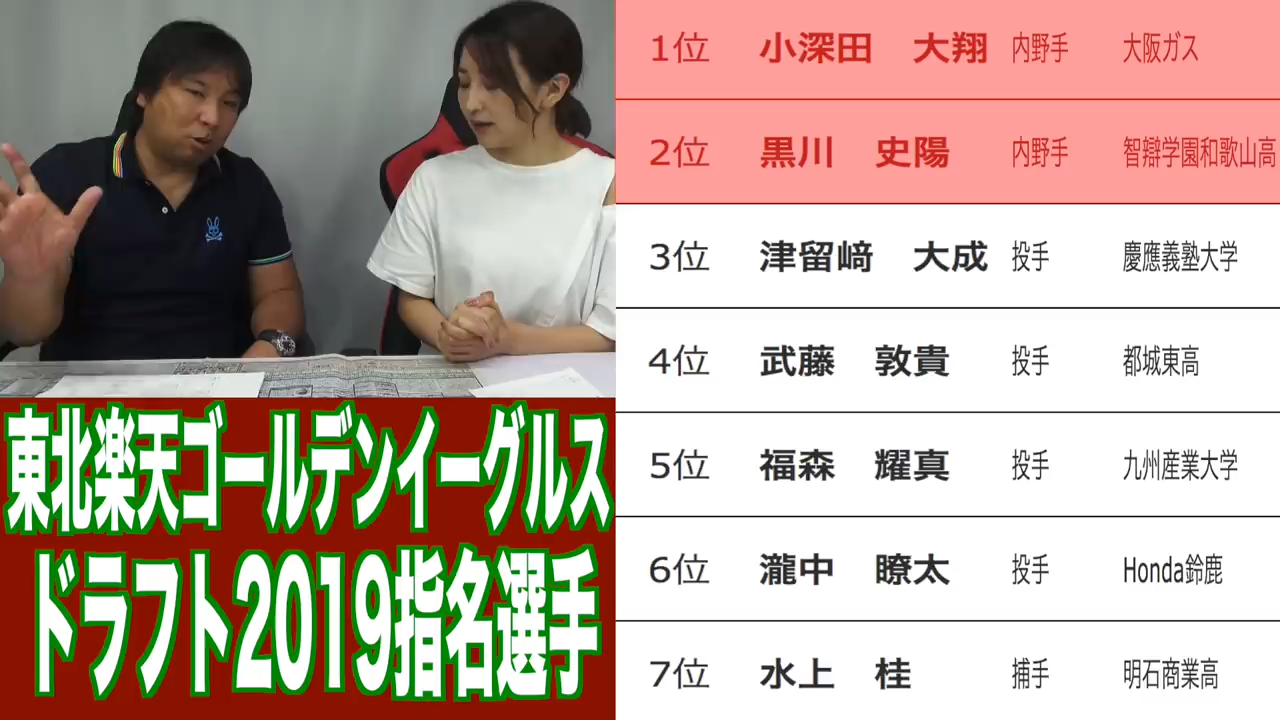 1位 小深田 大翔 内野手 大阪ガス
2位 黒川 史陽 内野手 智辯学園和歌山高
3位 津留﨑 大成 投手 慶應義塾大学
4位 武藤 敦貴 投手 都城東高
5位 福森 耀真 投手 九州産業大学
6位 瀧中 瞭太 投手 Honda鈴鹿
7位 水上 桂 捕手 明石商業高
東北楽天ゴールデンイーグルス
ドラフト2019指名選手